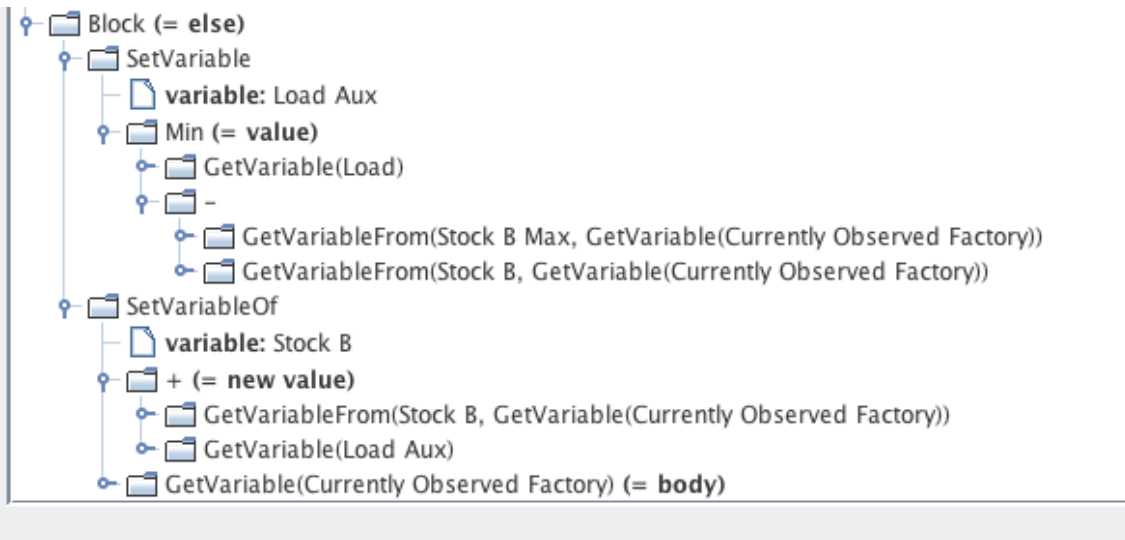 Block (= else)
SetVariable
variable: Load Aux
Min (= value)
GetVariable(Load)
-
GetVariableFrom(Stock B Max, GetVariable(Currently Observed Factory))
GetVariableFrom(Stock B, GetVariable(Currently Observed Factory))
SetVariableOf
variable: Stock B
+ (= new value)
GetVariableFrom(Stock B, GetVariable(Currently Observed Factory))
GetVariable(Load Aux)
GetVariable(Currently Observed Factory) (= body)